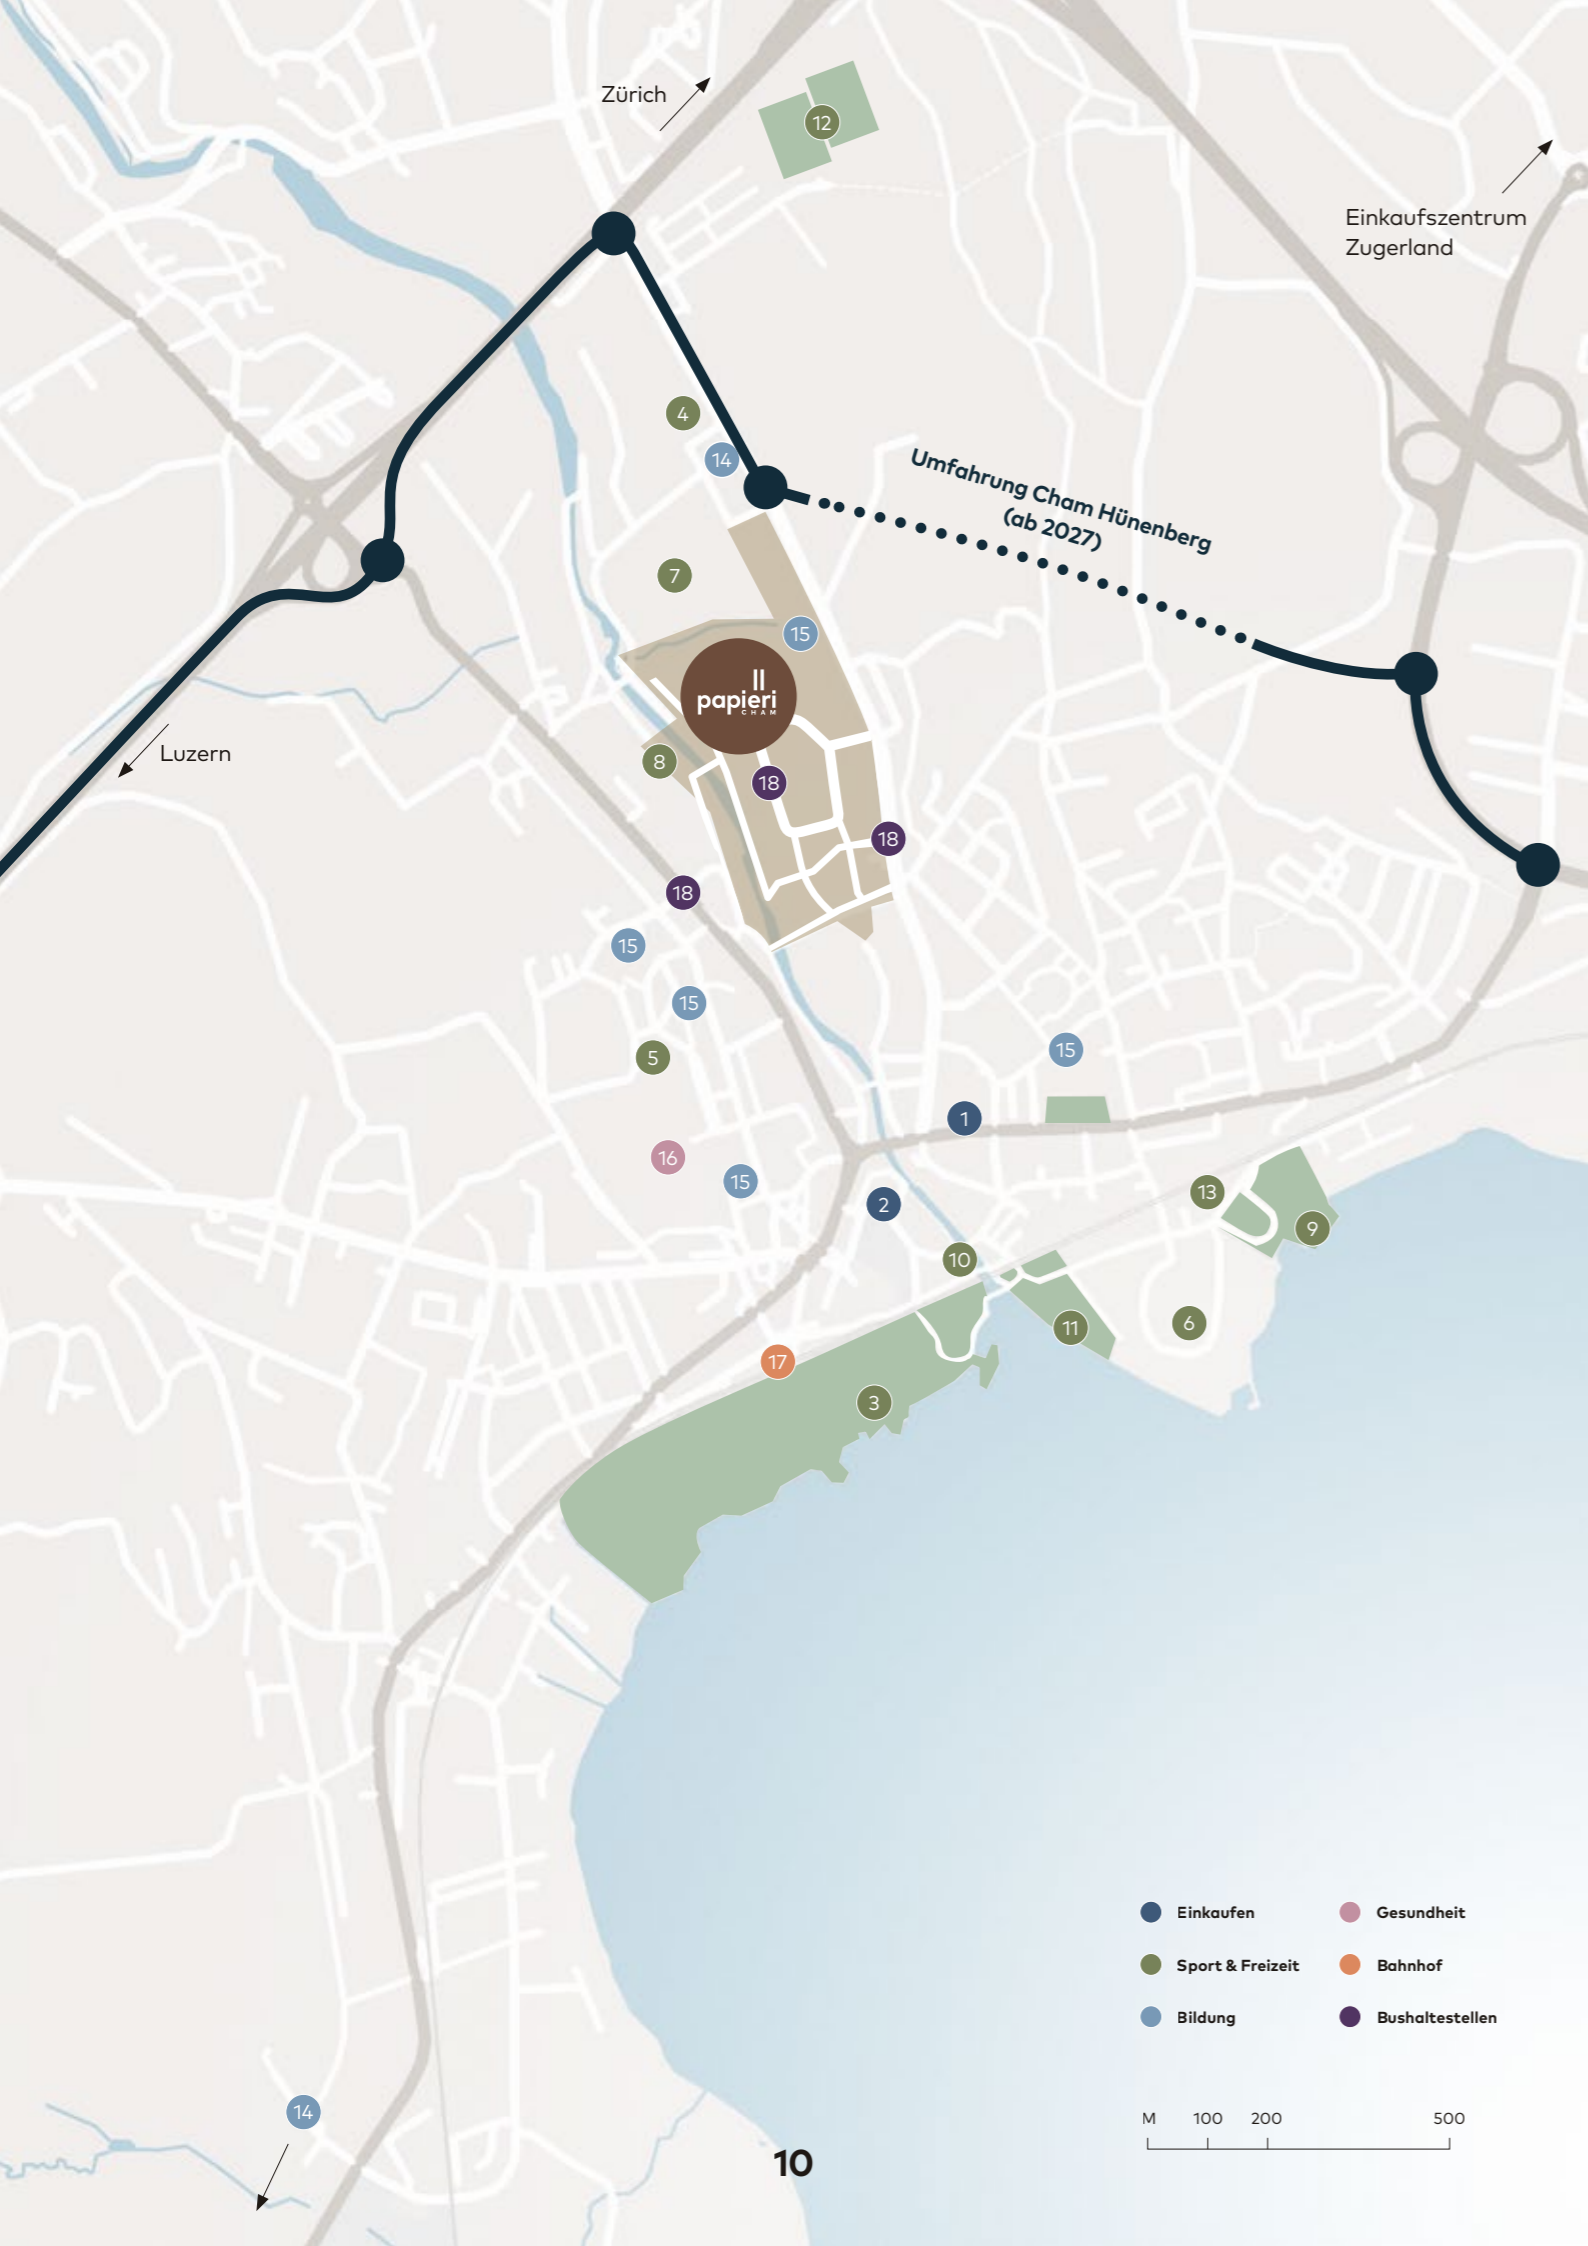 Zürich
12
Einkaufszentrum
Zugerland
4
14
Umfahrung Cham Hünenberg
(ab 2027)
7
15
papieri
CHAM
Luzern
8
18
18
18
15
15
5
15
1
16
15
2
13
9
10
11
6
17
3
Einkaufen
Gesundheit
Sport & Freizeit
Bahnhof
Bildung
Bushaltestellen
14
M 100 200 500
10